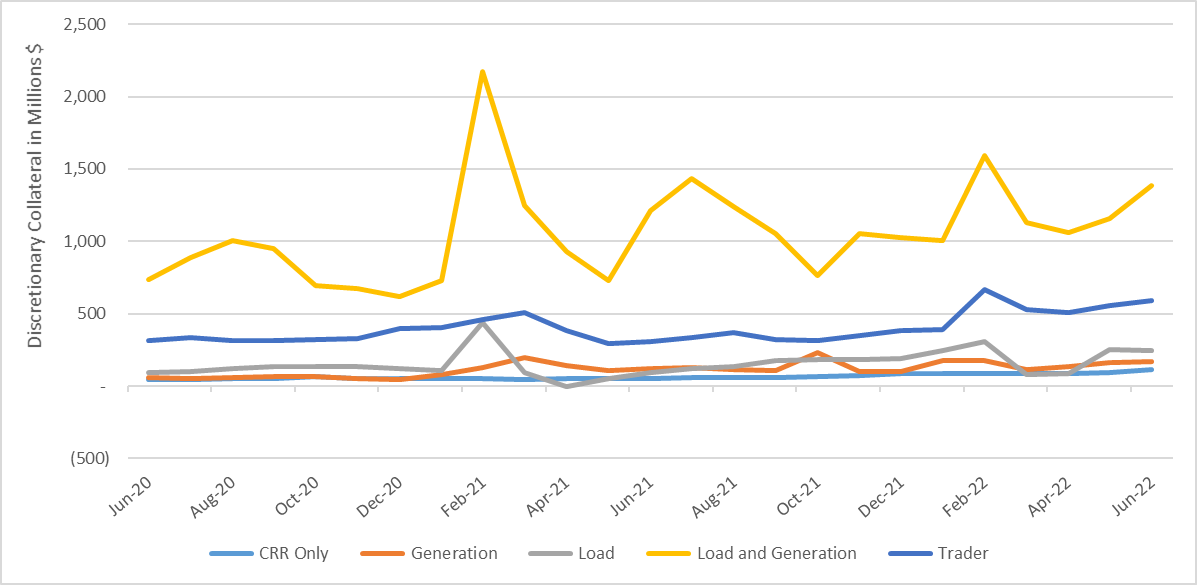 Discretionary Collateral in Millions $
2,500
2,000
1,500
1,000
500
-
(500)
Jun-20 Aug-20 Oct-20 Dec-20 Feb-21 Apr-21 Jun-21 Aug-21 Oct-21 Dec-21 Feb-22 Apr-22 Jun-22
CRR Only Generation Load Load and Generation Trader